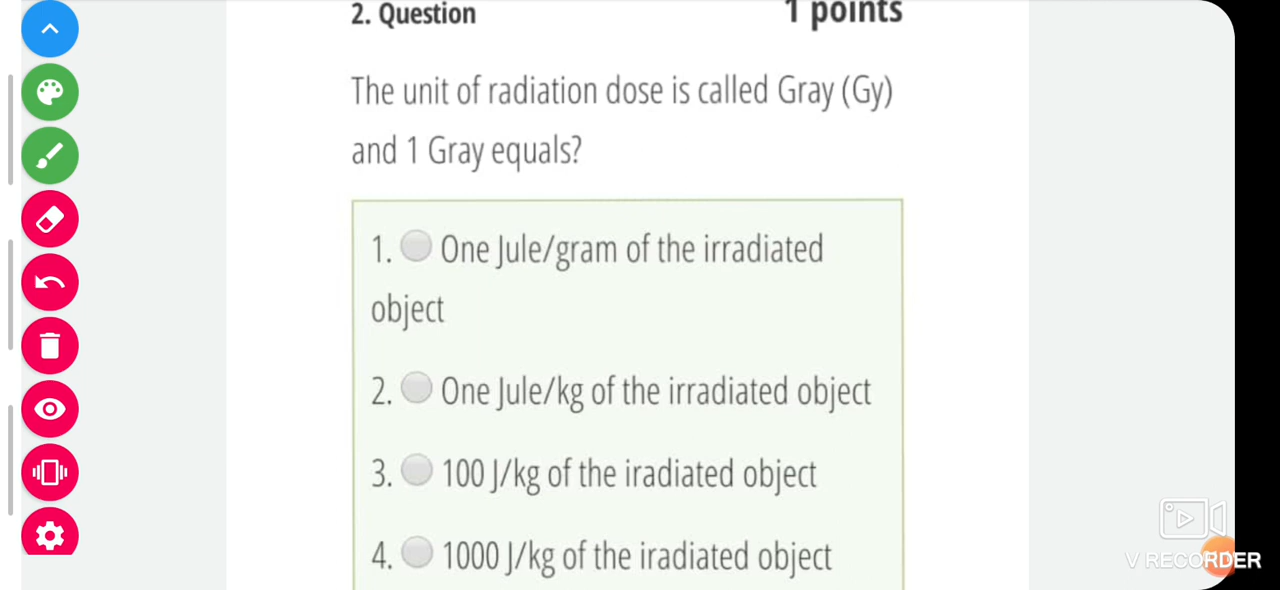 2. Question 1 points
The unit of radiation dose is called Gray (Gy)
and 1 Gray equals?
1. One Jule/gram of the irradiated
object
2. One Jule/kg of the irradiated object
3. 100 J/kg of the iradiated object
4. 1000 J/kg of the iradiated object
V RECORDER